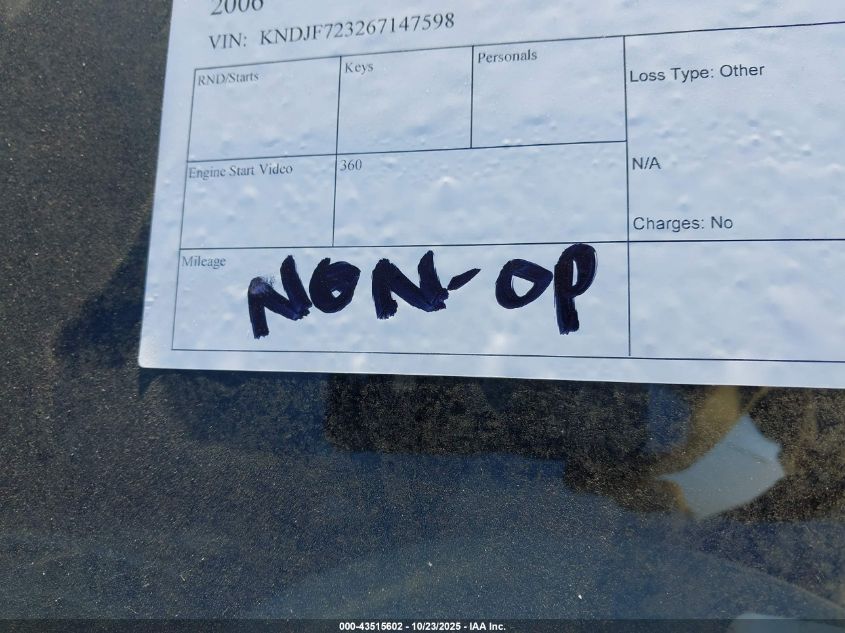 2006
VIN: KNDJF723267147598
RND/Starts
Keys
Personals
Loss Type: Other
Engine Start Video
360
N/A
Charges: No
Mileage
NON-OP
000-43515602 - 10/23/2025 - IAA Inc.